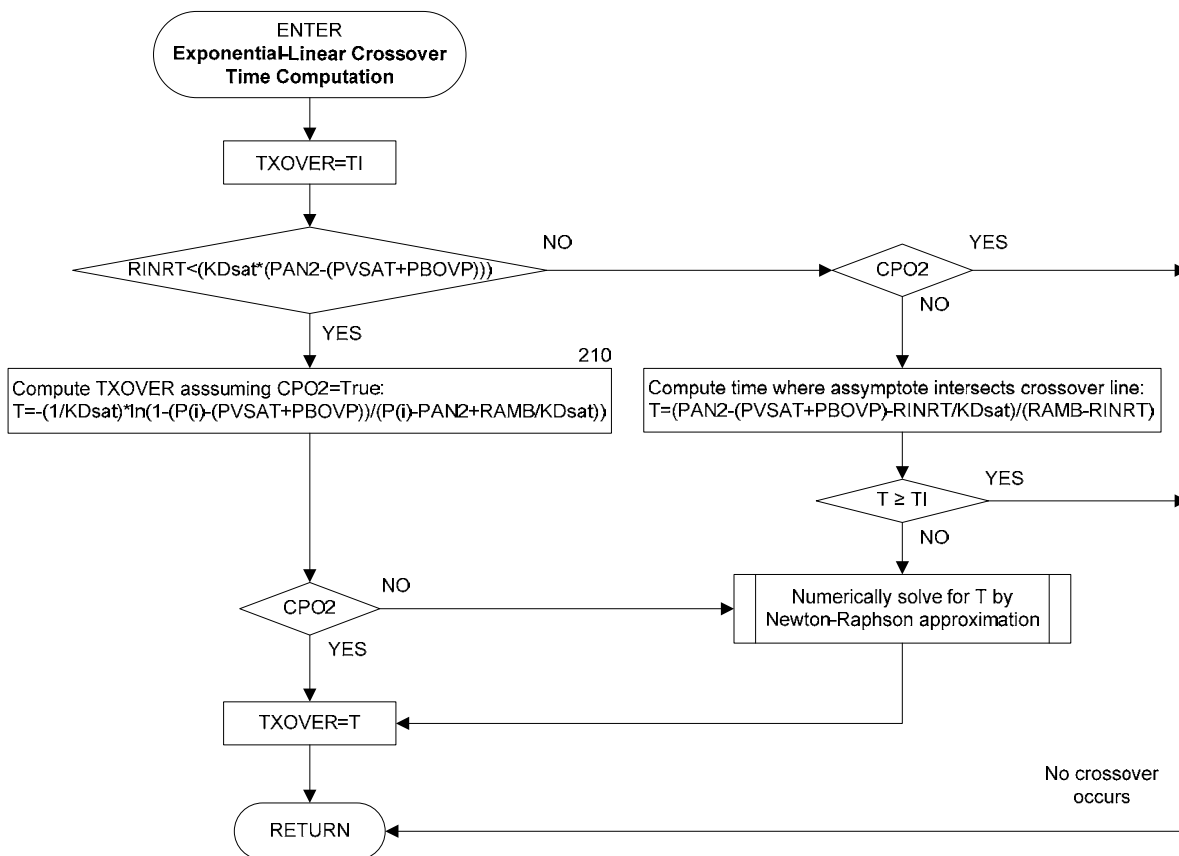 ENTER
Exponential-Linear Crossover
Time Computation
TXOVER=TI
RINRT<(KDsat*(PAN2-(PVSAT+PBOVP)))
NO
YES
CPO2
YES
NO
210
Compute TXOVER asssuming CPO2=True:
T=-(1/KDsat)*ln(1-(P(i)-(PVSAT+PBOVP))/(P(i)-PAN2+RAMB/KDsat))
Compute time where assymptote intersects crossover line:
T=(PAN2-(PVSAT+PBOVP)-RINRT/KDsat)/(RAMB-RINRT)
T ≥ TI
YES
NO
CPO2
NO
YES
Numerically solve for T by
Newton-Raphson approximation
TXOVER=T
No crossover
occurs
RETURN